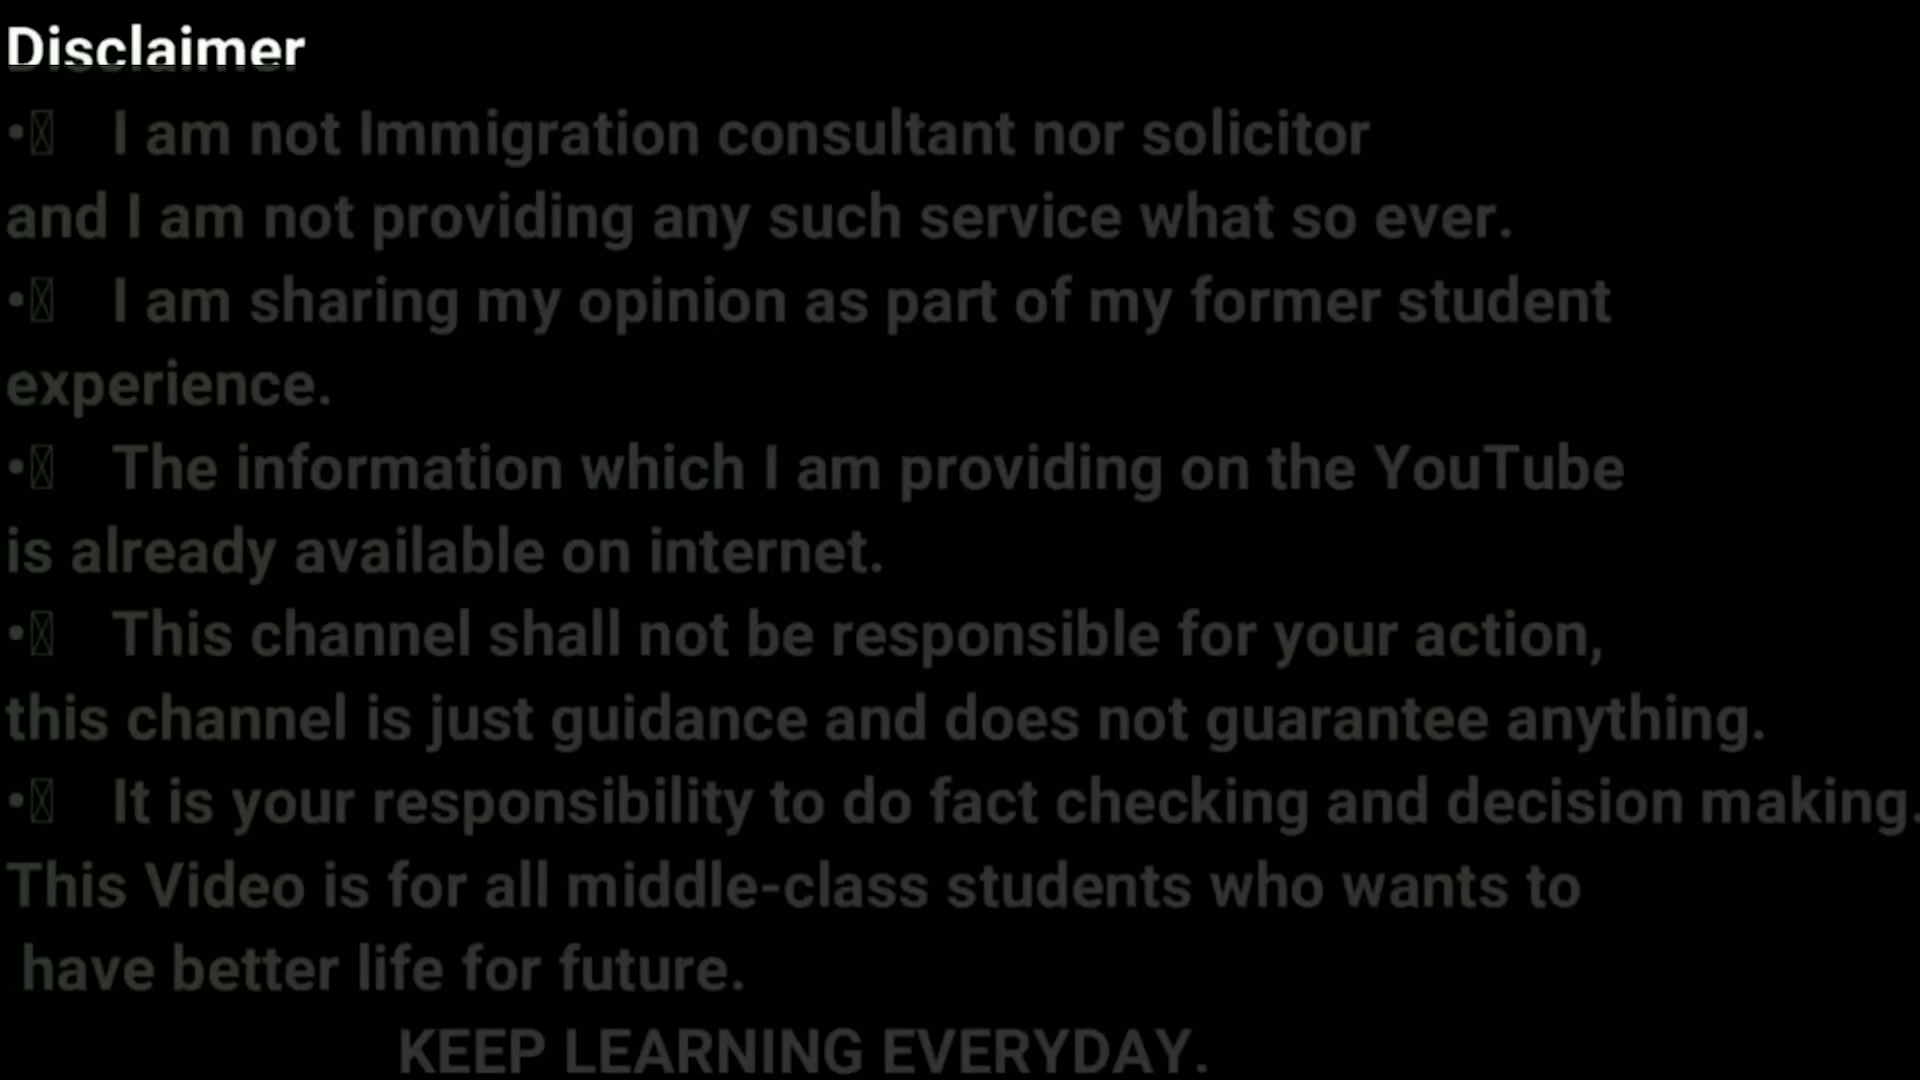 Disclaimer
• I am not Immigration consultant nor solicitor
and I am not providing any such service what so ever.
• I am sharing my opinion as part of my former student
experience.
• The information which I am providing on the YouTube
is already available on internet.
• This channel shall not be responsible for your action,
this channel is just guidance and does not guarantee anything.
• It is your responsibility to do fact checking and decision making.
This Video is for all middle-class students who wants to
have better life for future.
KEEP LEARNING EVERYDAY.